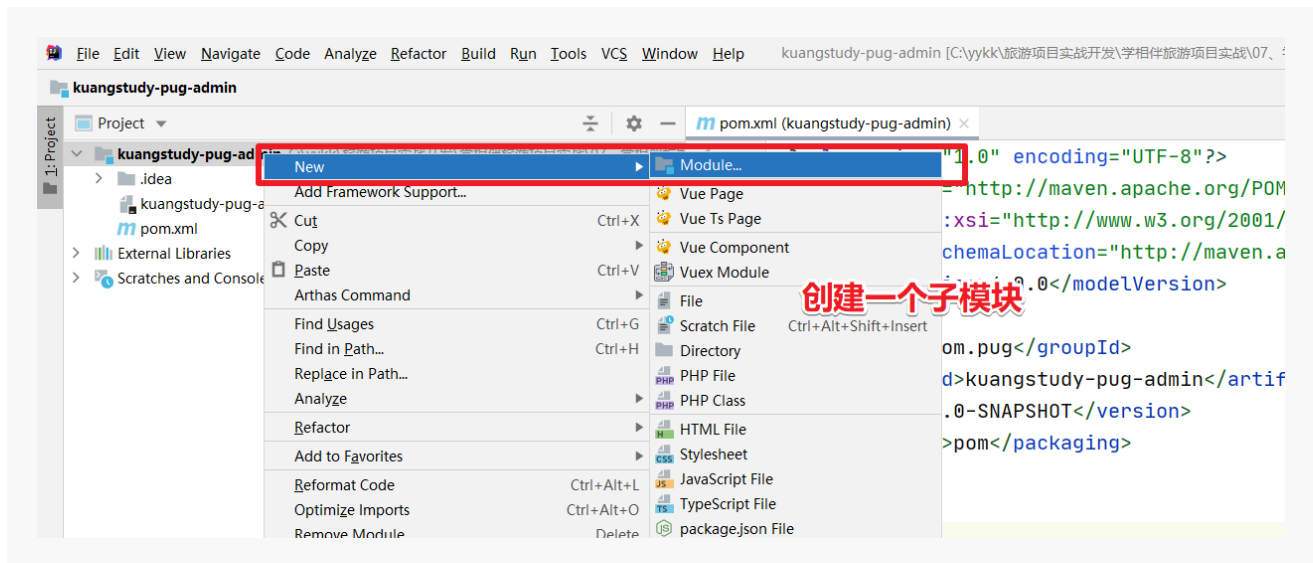 File Edit View Navigate Code Analyze Refactor Build Run Tools VCS Window Help kuangstudy-pug-admin [C:\yykk\旅游项目实战开发\学相伴旅游项目实战\07、
kuangstudy-pug-admin
1: Project
Project
pom.xml (kuangstudy-pug-admin)
kuangstudy-pug-admin
.idea
kuangstudy-pug-a
pom.xml
External Libraries
Scratches and Console
New
Add Framework Support...
Cut Ctrl+X
Copy
Paste Ctrl+V
Arthas Command
Find Usages Ctrl+G
Find in Path... Ctrl+H
Replace in Path...
Analyze
Refactor
Add to Favorites
Reformat Code Ctrl+Alt+L
Optimize Imports Ctrl+Alt+O
Remove Module Delete
Module...
Vue Page
Vue Ts Page
Vue Component
Vuex Module
File
Scratch File Ctrl+Alt+Shift+Insert
Directory
PHP File
PHP Class
HTML File
Stylesheet
JavaScript File
TypeScript File
package.json File
创建一个子模块
"1.0" encoding="UTF-8"?>
="http://maven.apache.org/POM
:xsi="http://www.w3.org/2001/
chemaLocation="http://maven.a
.0</modelVersion>
om.pug</groupId>
d>kuangstudy-pug-admin</artif
.0-SNAPSHOT</version>
>pom</packaging>